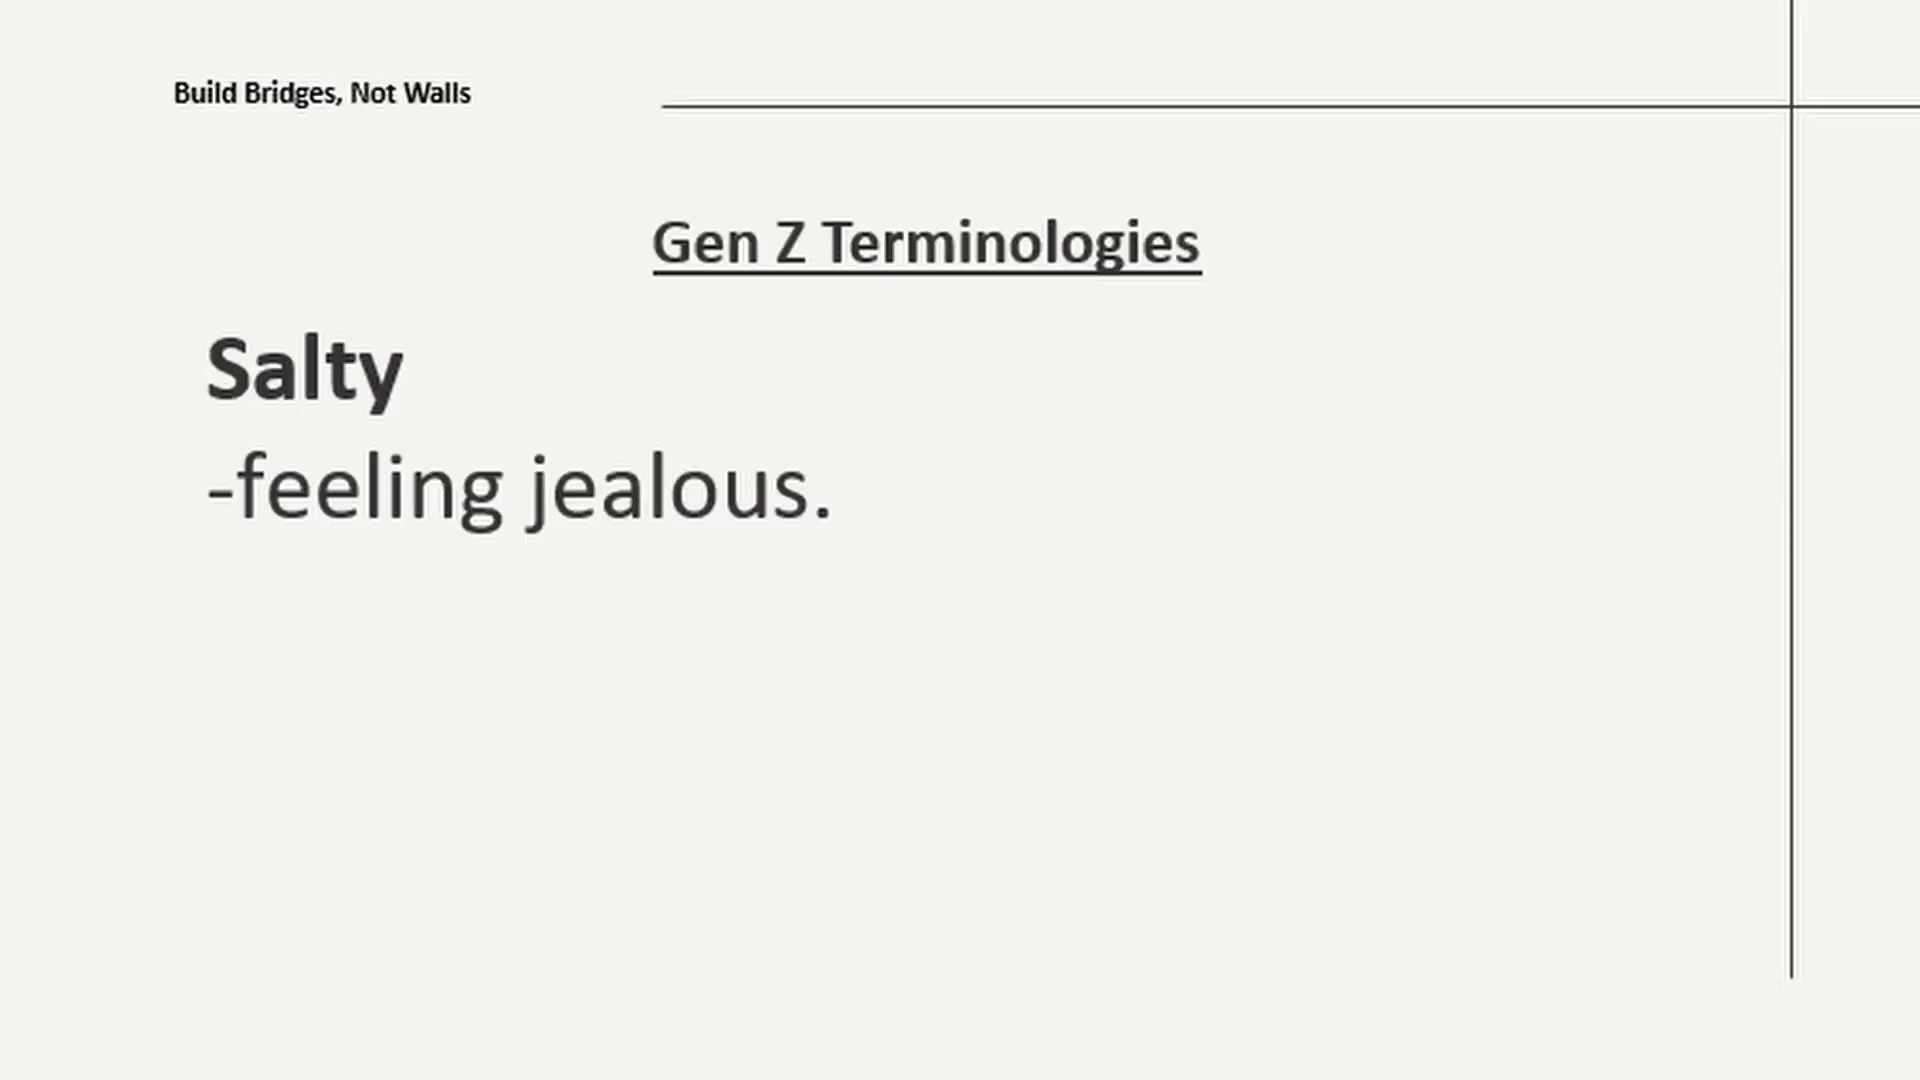 Build Bridges, Not Walls
Gen Z Terminologies
Salty
-feeling jealous.